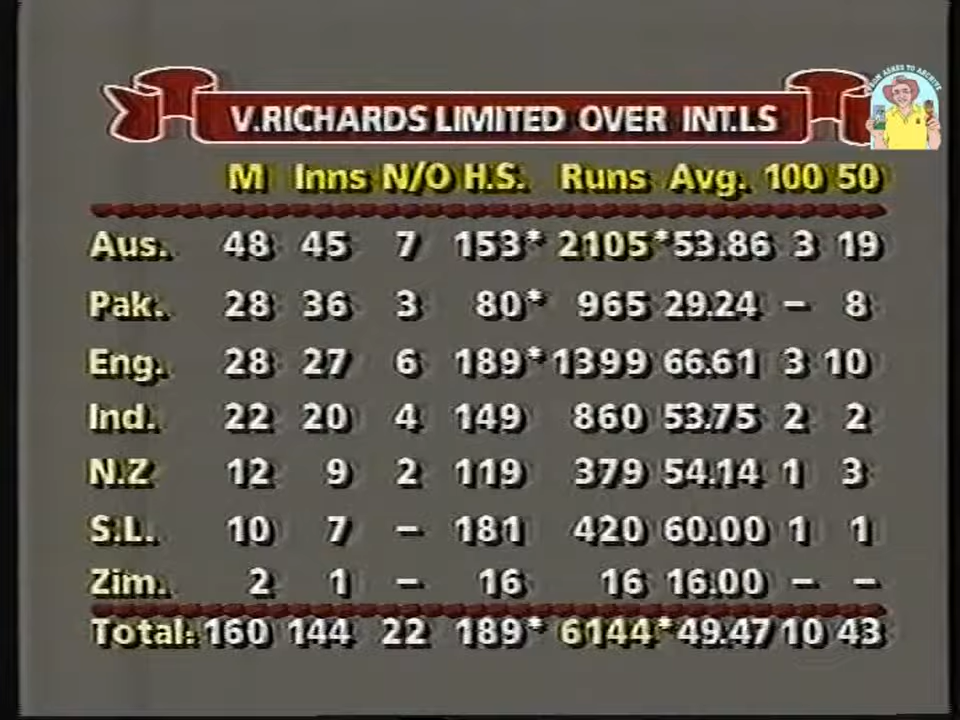 FROM ASHES TO ARCHIVE
V.RICHARDS LIMITED OVER INT.LS
M Inns N/O H.S. Runs Avg. 100 50
Aus. 48 45 7 153* 2105* 53.86 3 19
Pak. 28 36 3 80* 965 29.24 – 8
Eng. 28 27 6 189* 1399 66.61 3 10
Ind. 22 20 4 149 860 53.75 2 2
N.Z 12 9 2 119 379 54.14 1 3
S.L. 10 7 – 181 420 60.00 1 1
Zim. 2 1 – 16 16 16.00 – –
Total: 160 144 22 189* 6144* 49.47 10 43